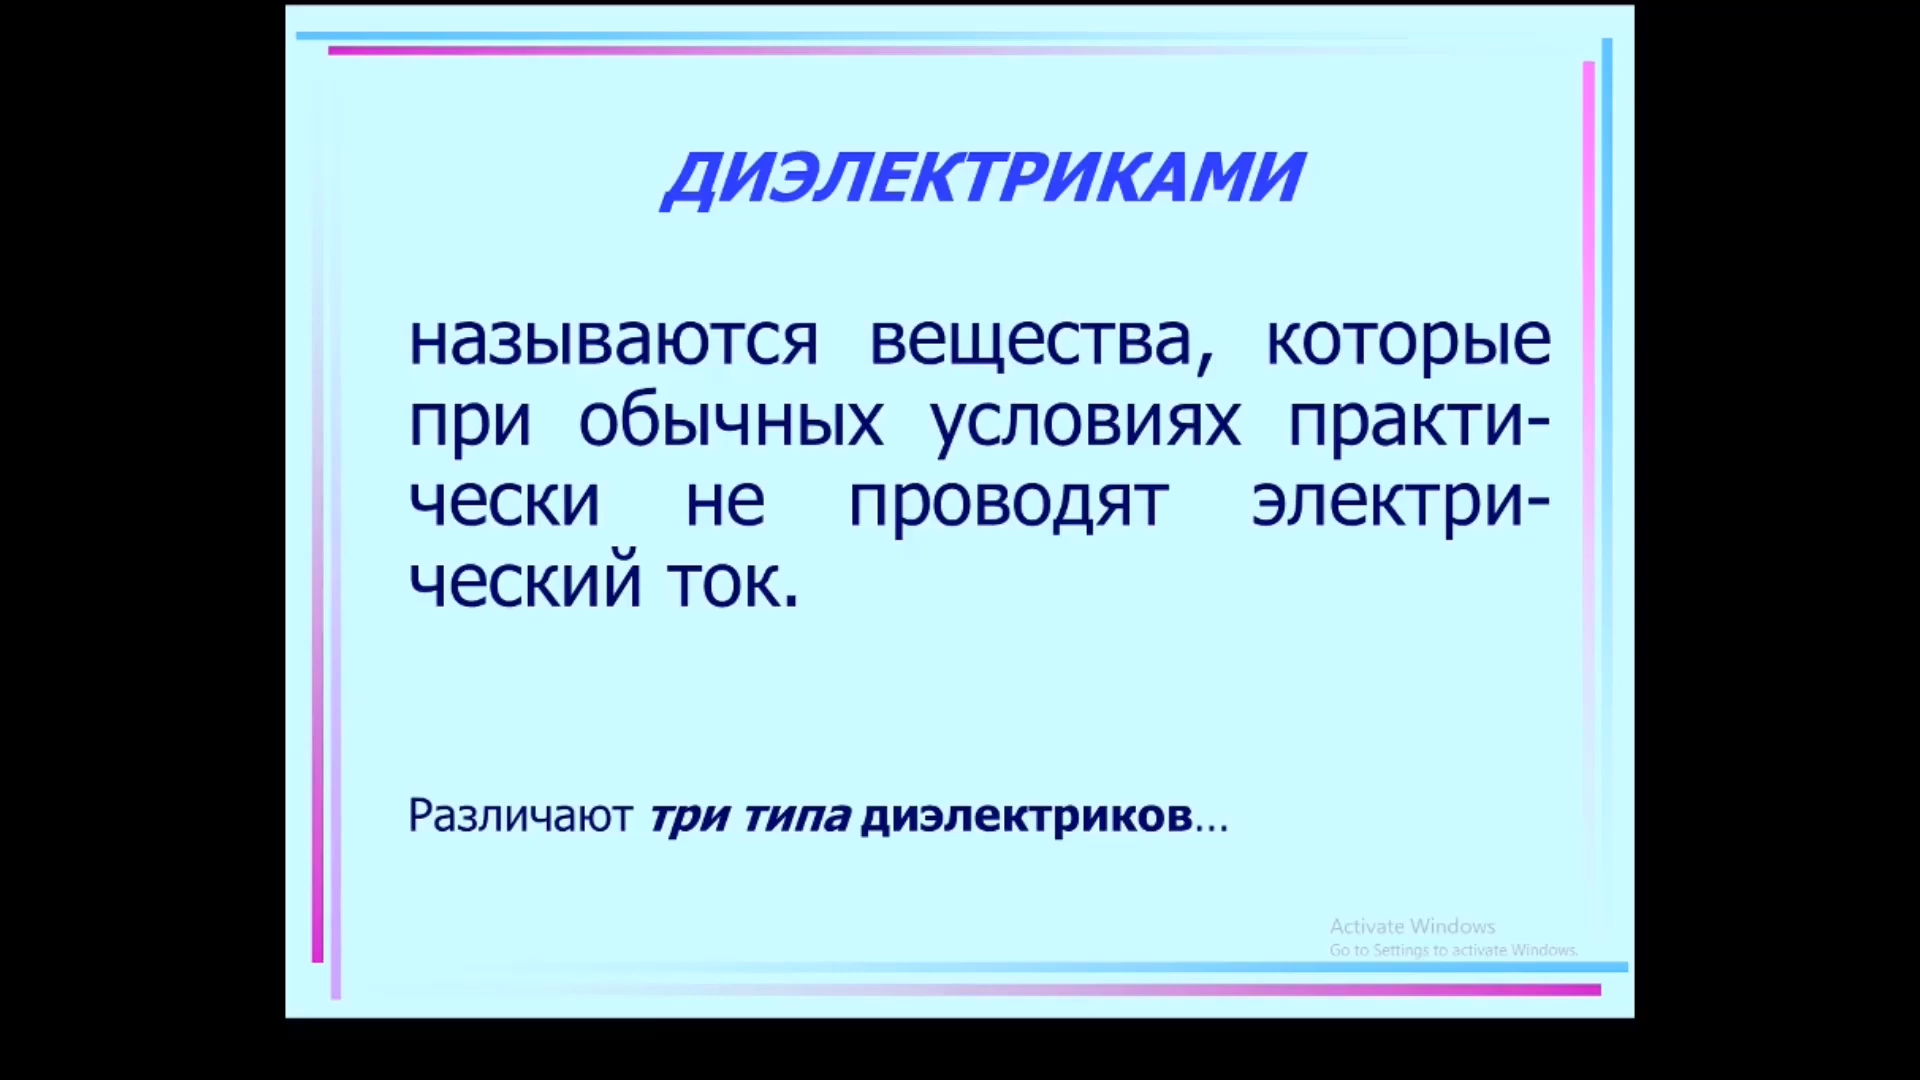 ДИЭЛЕКТРИКАМИ
называются вещества, которые
при обычных условиях практи-
чески не проводят электри-
ческий ток.
Различают три типа диэлектриков...
Activate Windows
Go to Settings to activate Windows.